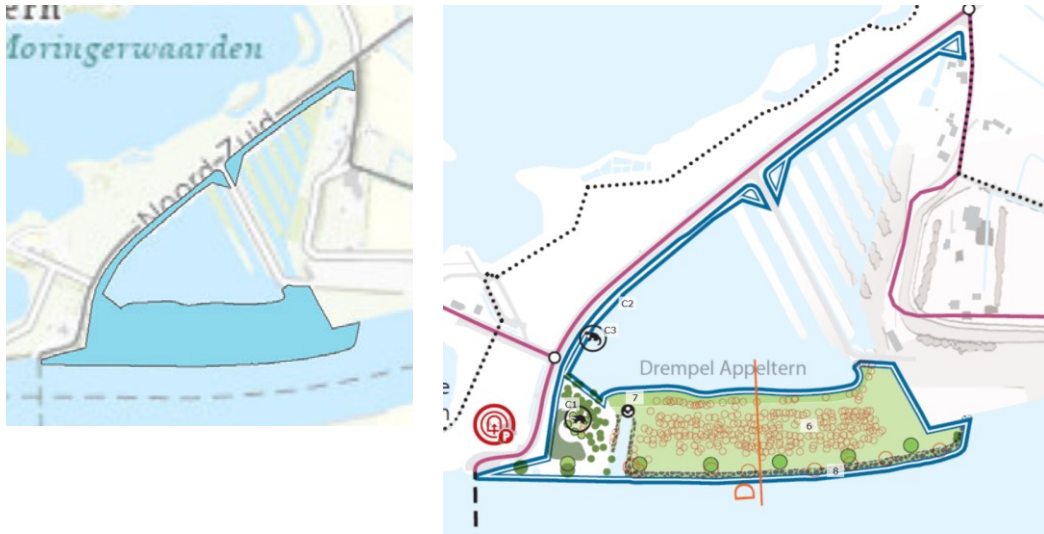 ern
Moringerwaarden
Noord-Zuid
C2
C3
Drempel Appeltern
C1
7
6
8
D
e
n
P